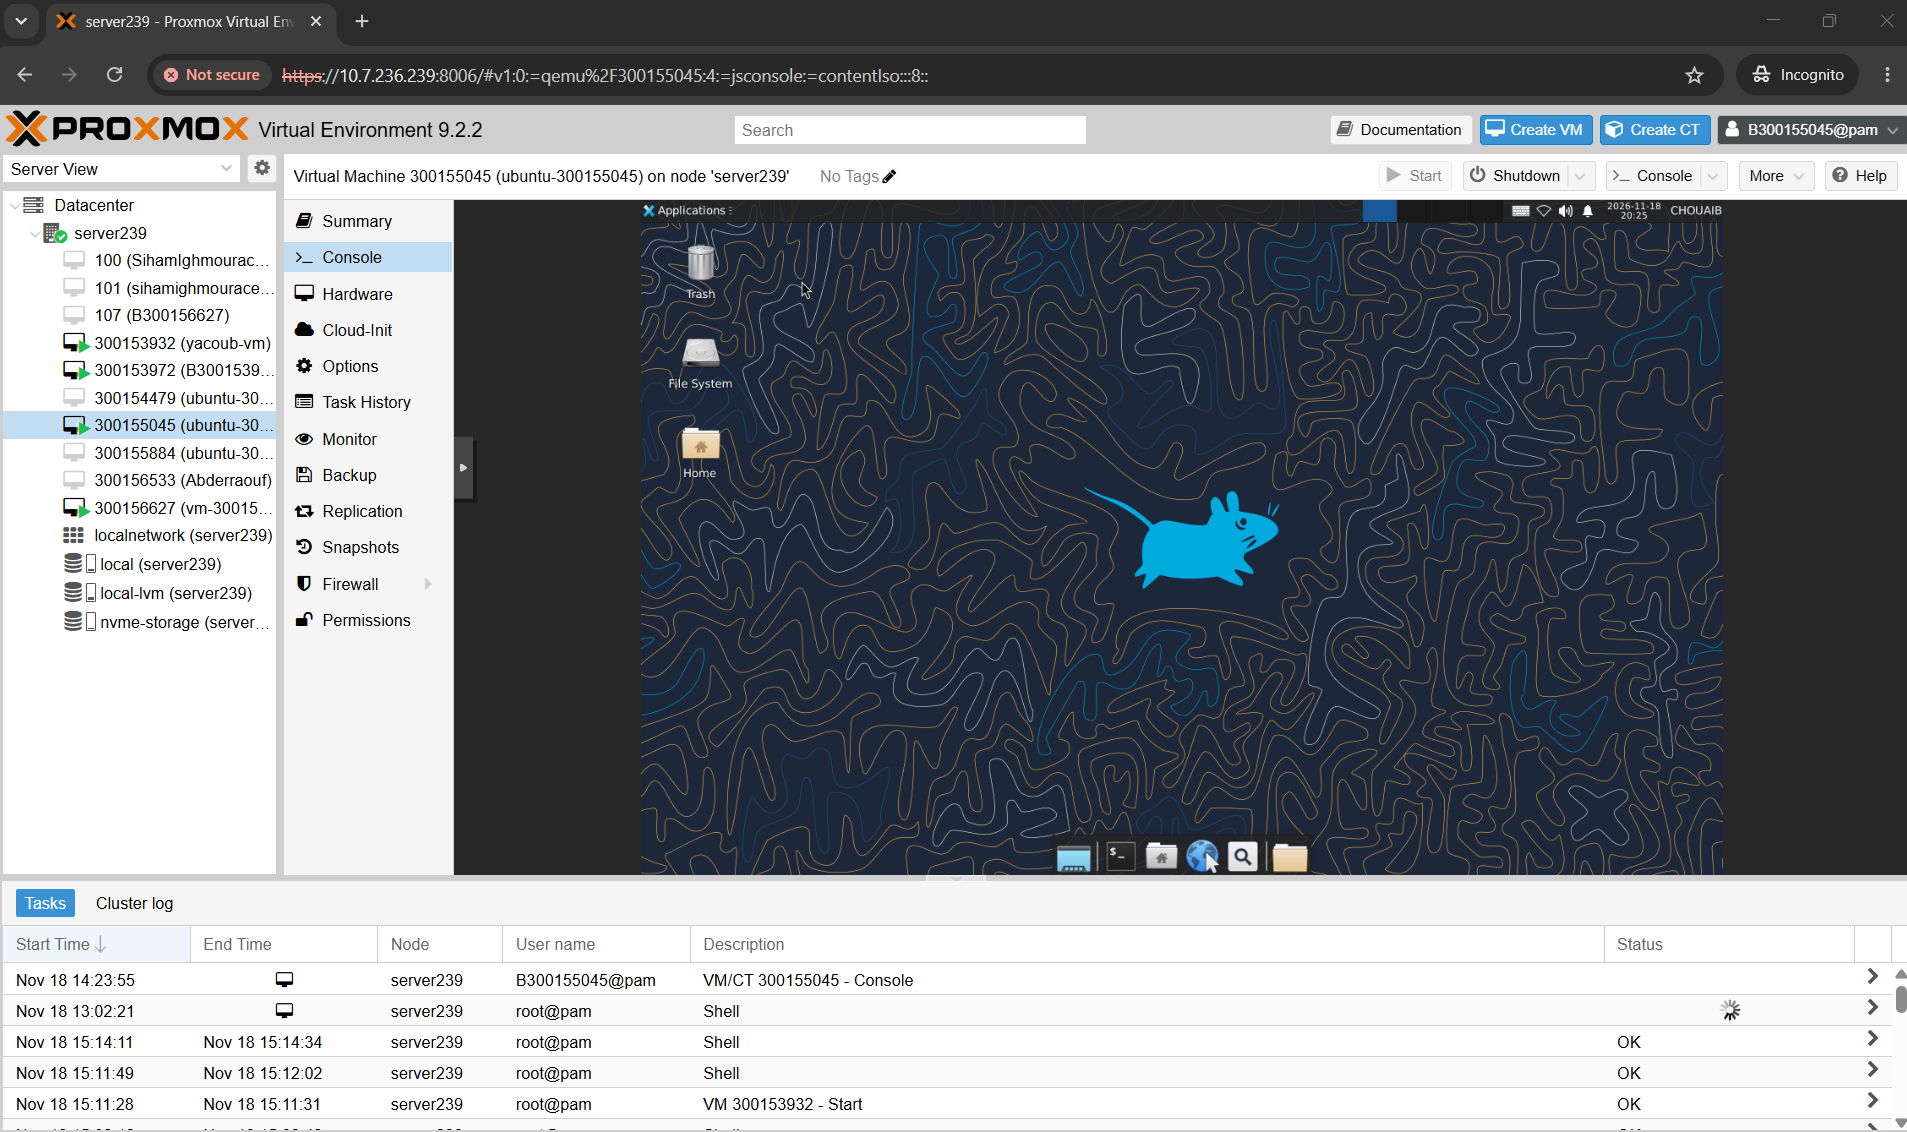 server239 - Proxmox Virtual En
Not secure
https://10.7.236.239:8006/#v1:0:=qemu%2F300155045:4:=jsconsole:=contentIso:::8::
Incognito
PROXMOX Virtual Environment 9.2.2
Search
Documentation
Create VM
Create CT
B300155045@pam
Server View
Virtual Machine 300155045 (ubuntu-300155045) on node 'server239'
No Tags
Start
Shutdown
Console
More
Help
Datacenter
server239
100 (SihamIghmourac...
101 (sihamighmourace...
107 (B300156627)
300153932 (yacoub-vm)
300153972 (B3001539...
300154479 (ubuntu-30...
300155045 (ubuntu-30...
300155884 (ubuntu-30...
300156533 (Abderraouf)
300156627 (vm-30015...
localnetwork (server239)
local (server239)
local-lvm (server239)
nvme-storage (server...
Summary
Console
Hardware
Cloud-Init
Options
Task History
Monitor
Backup
Replication
Snapshots
Firewall
Permissions
Applications
2026-11-18
20:25
CHOUAIB
Trash
File System
Home
Tasks
Cluster log
Start Time End Time Node User name Description Status
Nov 18 14:23:55 server239 B300155045@pam VM/CT 300155045 - Console
Nov 18 13:02:21 server239 root@pam Shell
Nov 18 15:14:11 Nov 18 15:14:34 server239 root@pam Shell OK
Nov 18 15:11:49 Nov 18 15:12:02 server239 root@pam Shell OK
Nov 18 15:11:28 Nov 18 15:11:31 server239 root@pam VM 300153932 - Start OK